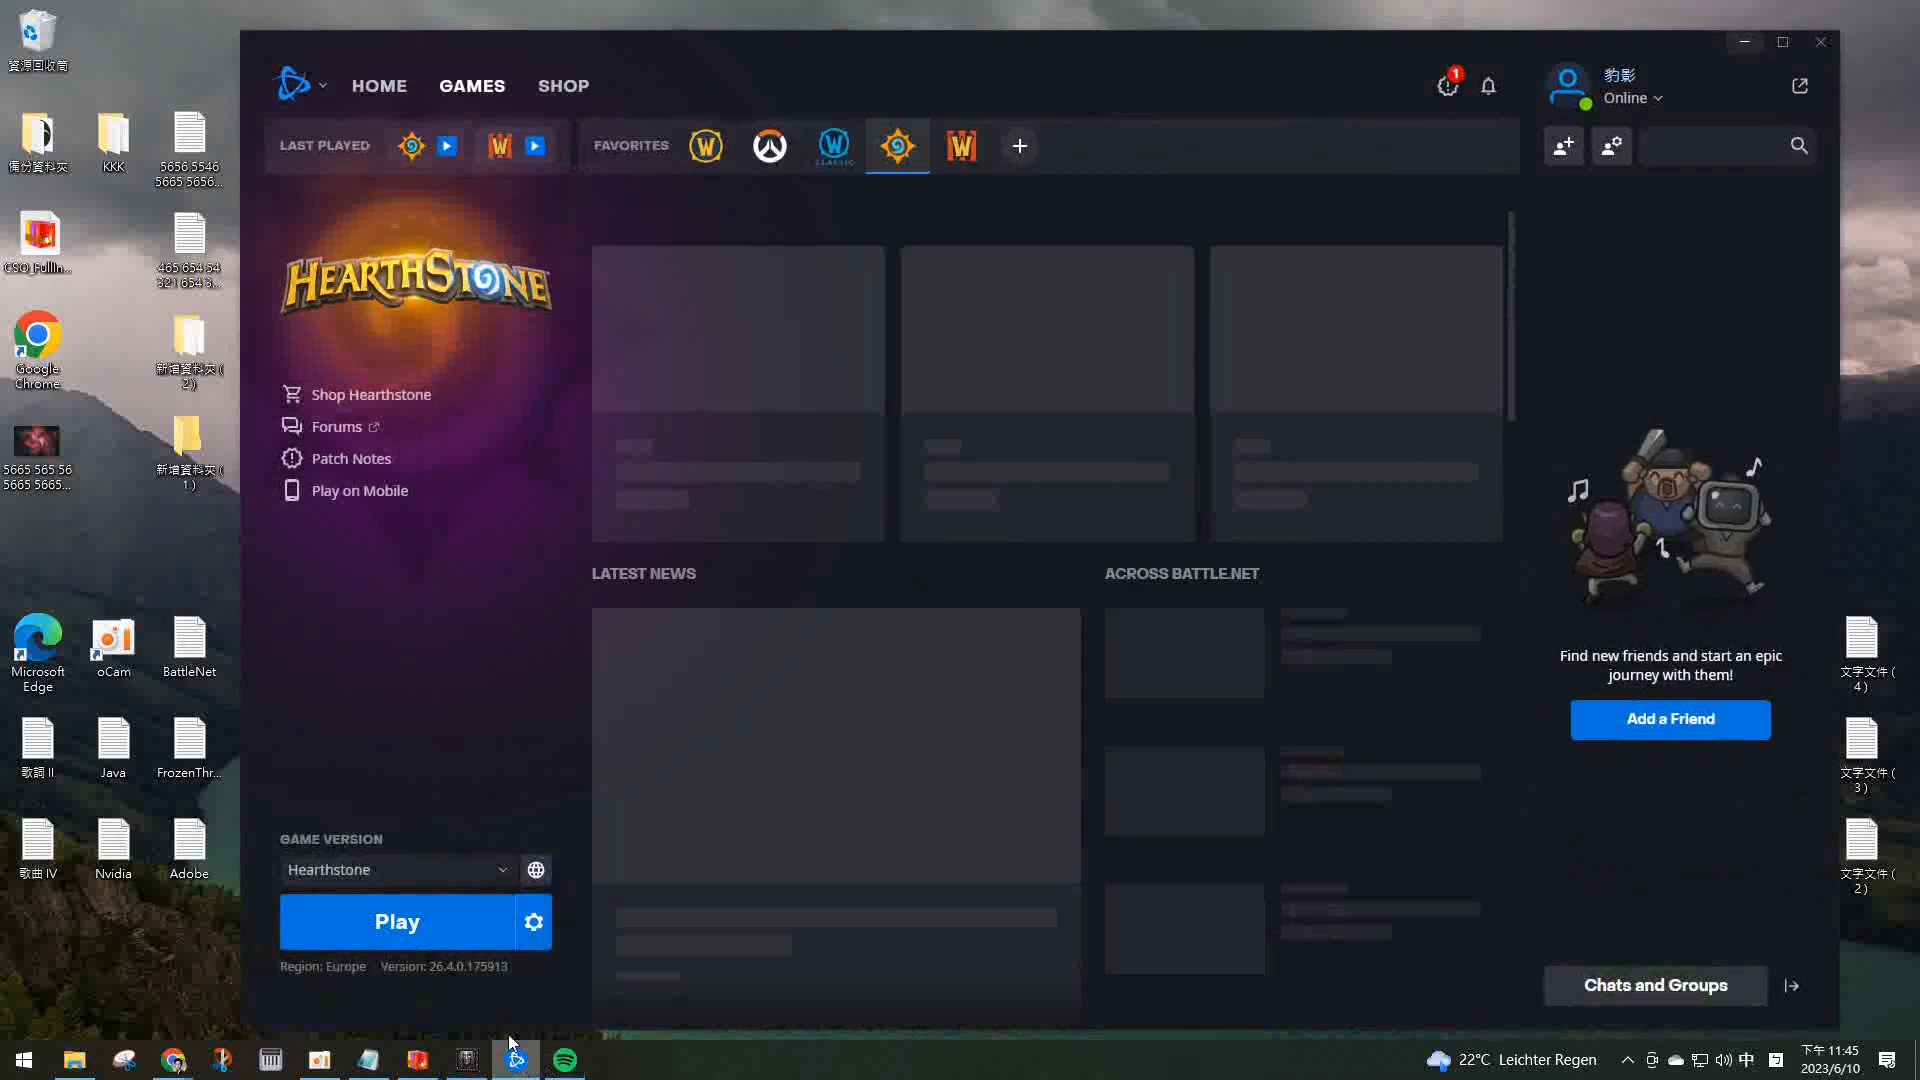 資源回收筒
備份資料夾
KKK
5656 5546
5665 5656...
CSO_FullIn...
465 654 54
321 654 3...
Google
Chrome
新增資料夾 (
2 )
5665 565 56
5665 5665...
新增資料夾 (
1 )
Microsoft
Edge
oCam
BattleNet
歌詞 II
Java
FrozenThr...
歌曲 IV
Nvidia
Adobe
HOME
GAMES
SHOP
1
豹影
Online
LAST PLAYED
FAVORITES
CLASSIC
HEARTHSTONE
Shop Hearthstone
Forums
Patch Notes
Play on Mobile
LATEST NEWS
ACROSS BATTLE.NET
Find new friends and start an epic
journey with them!
Add a Friend
GAME VERSION
Hearthstone
Play
Region: Europe
Version: 26.4.0.175913
Chats and Groups
文字文件 (
4 )
文字文件 (
3 )
文字文件 (
2 )
22°C Leichter Regen
中
下午 11:45
2023/6/10